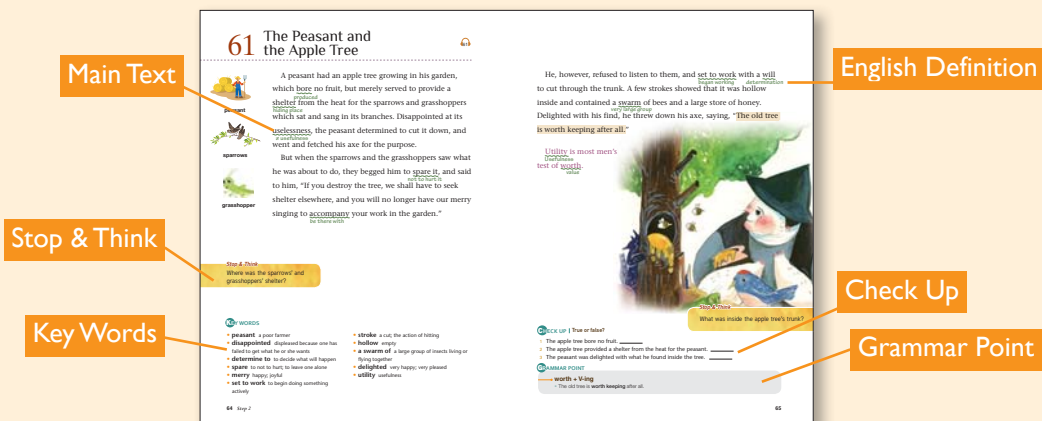 61 The Peasant and
the Apple Tree
Main Text
A peasant had an apple tree growing in his garden,
which bore no fruit, but merely served to provide a
produced
shelter from the heat for the sparrows and grasshoppers
hiding place
which sat and sang in its branches. Disappointed at its
uselessness, the peasant determined to cut it down, and
≠ usefulness
went and fetched his axe for the purpose.
But when the sparrows and the grasshoppers saw what
he was about to do, they begged him to spare it, and said
not to hurt it
to him, “If you destroy the tree, we shall have to seek
shelter elsewhere, and you will no longer have our merry
singing to accompany your work in the garden.”
be there with
peasant
sparrows
grasshopper
Stop & Think
Stop & Think
Where was the sparrows' and
grasshoppers' shelter?
Key Words
KEY WORDS
• peasant a poor farmer
• disappointed displeased because one has
failed to get what he or she wants
• determine to to decide what will happen
• spare to not to hurt; to leave one alone
• merry happy; joyful
• set to work to begin doing something
actively
• stroke a cut; the action of hitting
• hollow empty
• a swarm of a large group of insects living or
flying together
• delighted very happy; very pleased
• utility usefulness
64 Step 2
English Definition
He, however, refused to listen to them, and set to work with a will
began working determination
to cut through the trunk. A few strokes showed that it was hollow
inside and contained a swarm of bees and a large store of honey.
very large group
Delighted with his find, he threw down his axe, saying, “The old tree
is worth keeping after all.”
Utility is most men's
Usefulness
test of worth.
value
Stop & Think
What was inside the apple tree's trunk?
Check Up
CHECK UP | True or false?
1 The apple tree bore no fruit.
2 The apple tree provided a shelter from the heat for the peasant.
3 The peasant was delighted with what he found inside the tree.
Grammar Point
GRAMMAR POINT
worth + V-ing
• The old tree is worth keeping after all.
65